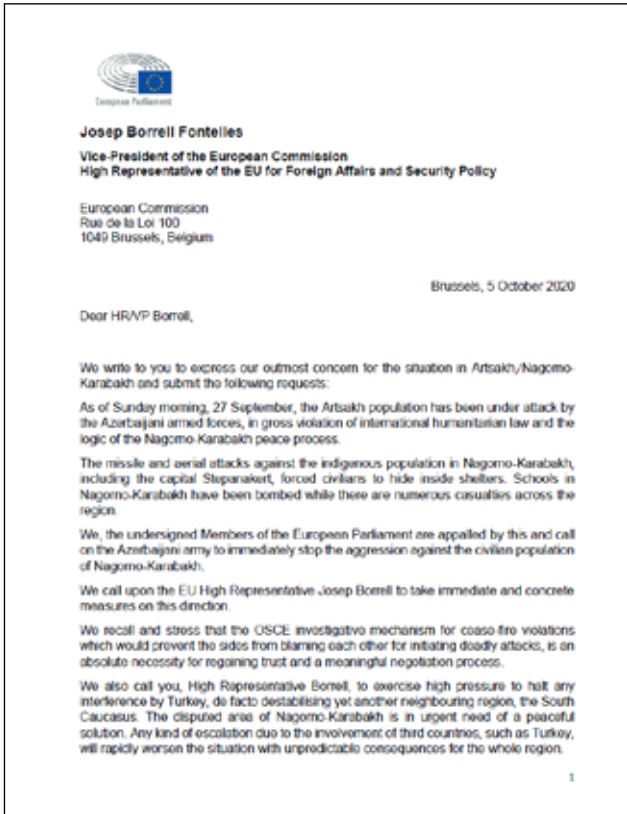 European Parliament
Josep Borrell Fontelles
Vice-President of the European Commission
High Representative of the EU for Foreign Affairs and Security Policy
European Commission
Rue de la Loi 100
1049 Brussels, Belgium
Brussels, 5 October 2020
Dear HR/VP Borrell,
We write to you to express our outmost concern for the situation in Artsakh/Nagorno-
Karabakh and submit the following requests:
As of Sunday morning, 27 September, the Artsakh population has been under attack by
the Azerbaijani armed forces, in gross violation of international humanitarian law and the
logic of the Nagorno-Karabakh peace process.
The missile and aerial attacks against the indigenous population in Nagorno-Karabakh,
including the capital Stepanakert, forced civilians to hide inside shelters. Schools in
Nagorno-Karabakh have been bombed while there are numerous casualties across the
region.
We, the undersigned Members of the European Parliament are appalled by this and call
on the Azerbaijani army to immediately stop the aggression against the civilian population
of Nagorno-Karabakh.
We call upon the EU High Representative Josep Borrell to take immediate and concrete
measures on this direction.
We recall and stress that the OSCE investigative mechanism for cease-fire violations
which would prevent the sides from blaming each other for initiating deadly attacks, is an
absolute necessity for regaining trust and a meaningful negotiation process.
We also call you, High Representative Borrell, to exercise high pressure to halt any
interference by Turkey, de facto destabilising yet another neighbouring region, the South
Caucasus. The disputed area of Nagorno-Karabakh is in urgent need of a peaceful
solution. Any kind of escalation due to the involvement of third countries, such as Turkey,
will rapidly worsen the situation with unpredictable consequences for the whole region.
1